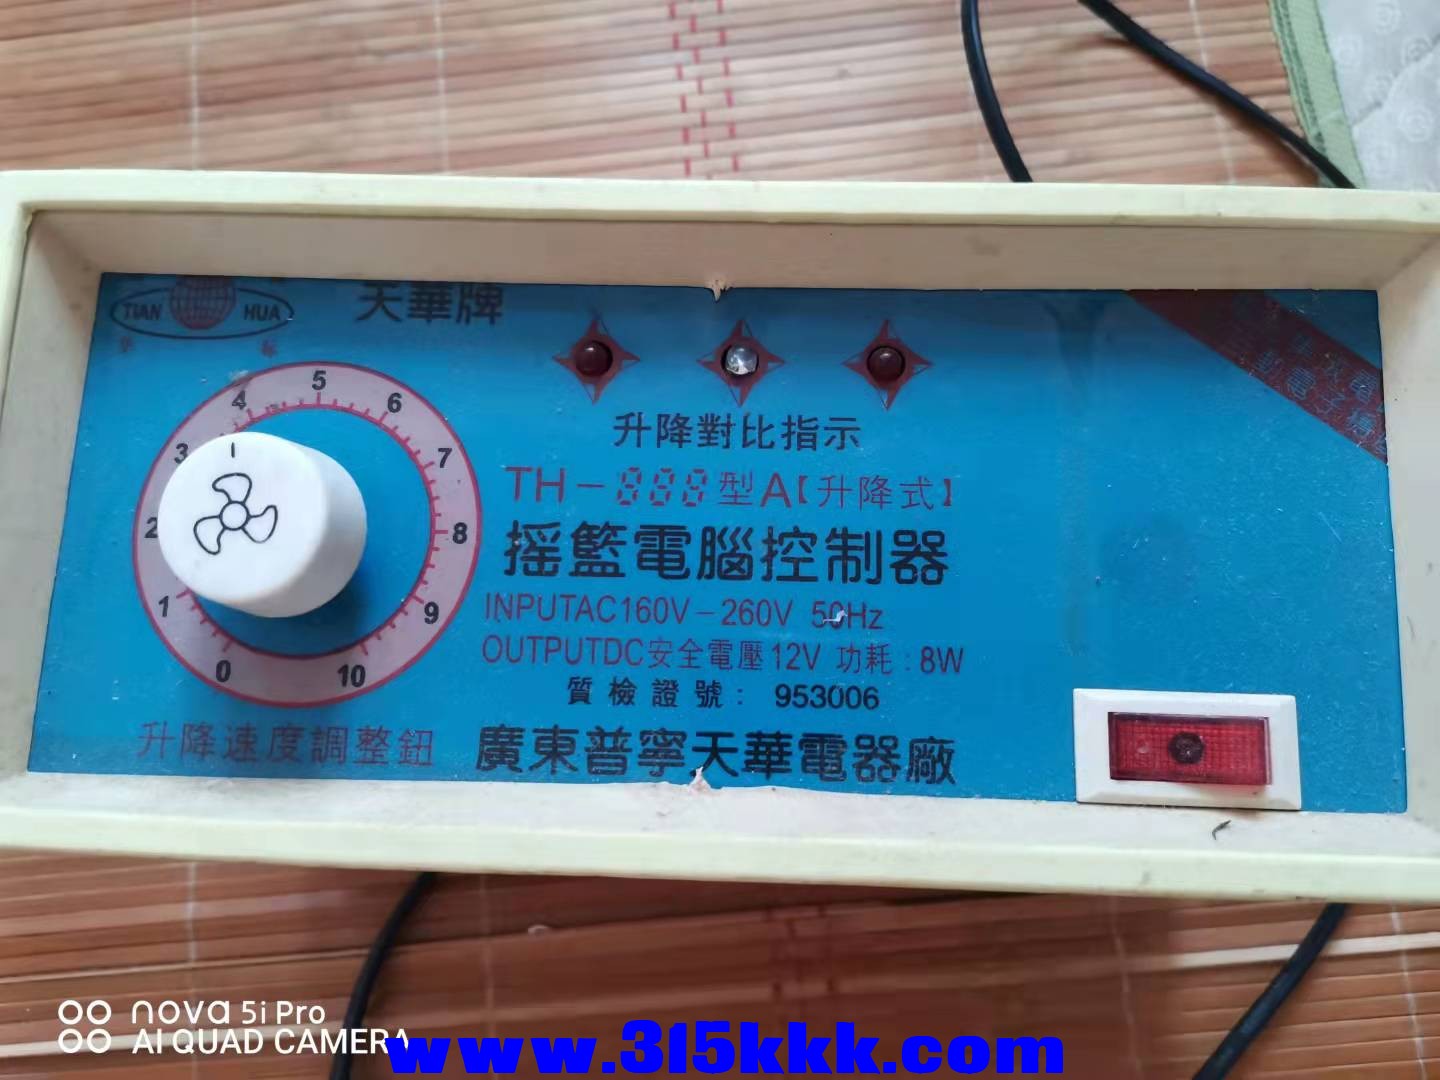 TIAN HUA
天華牌
5
4 6
3 7
2 8
1 9
0 10
升降對比指示
TH-888型A【升降式】
摇籃電腦控制器
INPUTAC160V-260V 50Hz
OUTPUTDC安全電壓12V 功耗:8W
質檢證號: 953006
升降速度調整鈕
廣東普寧天華電器廠
nova 5i Pro
AI QUAD CAMERA
www.315kkk.com